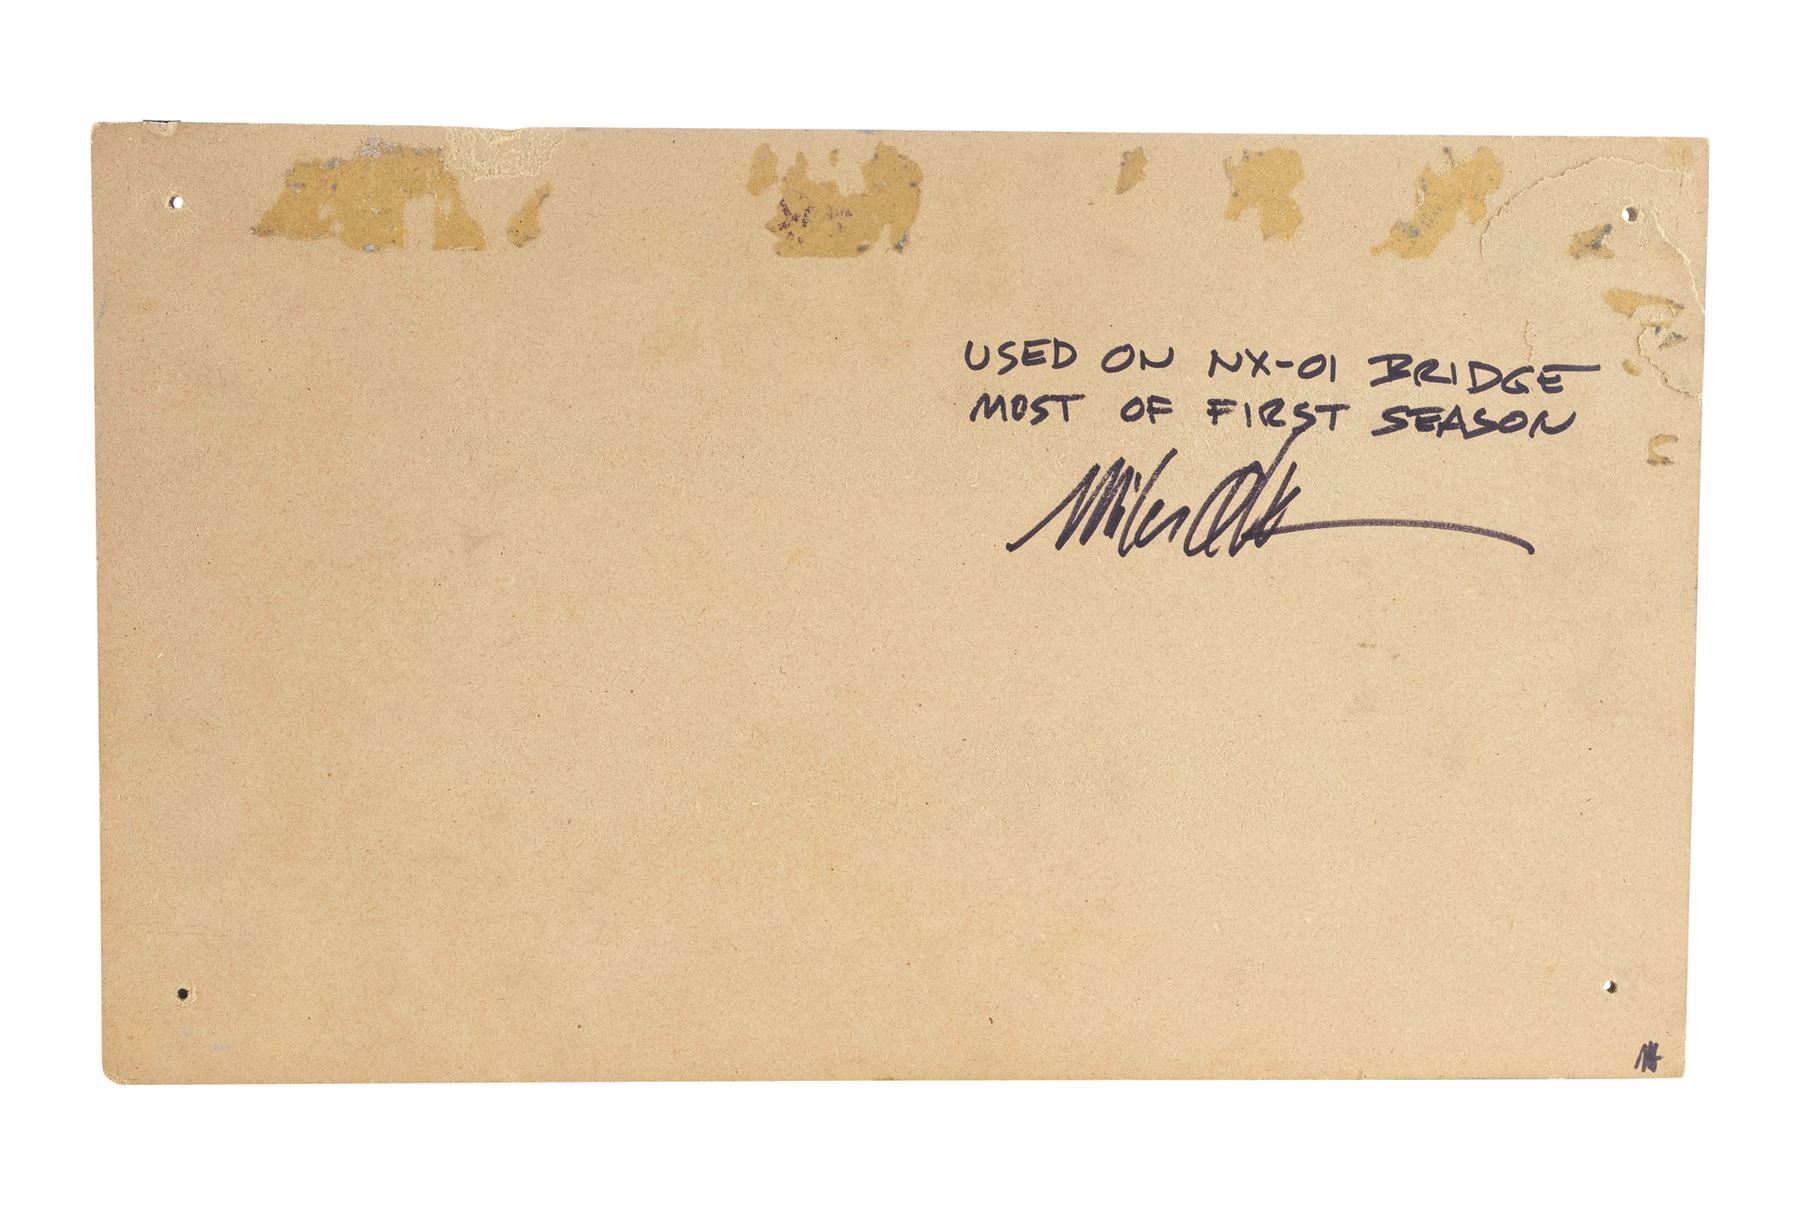 USED ON NX-01 BRIDGE
MOST OF FIRST SEASON